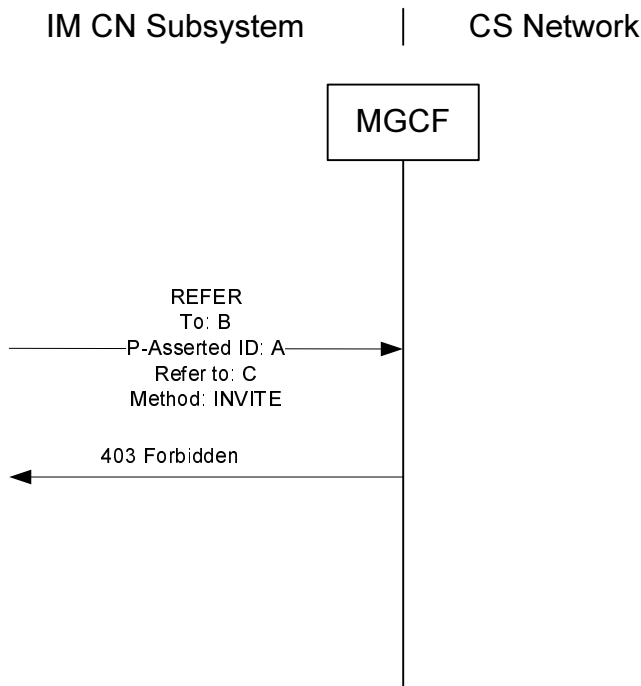 IM CN Subsystem | CS Network
MGCF
REFER
To: B
P-Asserted ID: A
Refer to: C
Method: INVITE
403 Forbidden